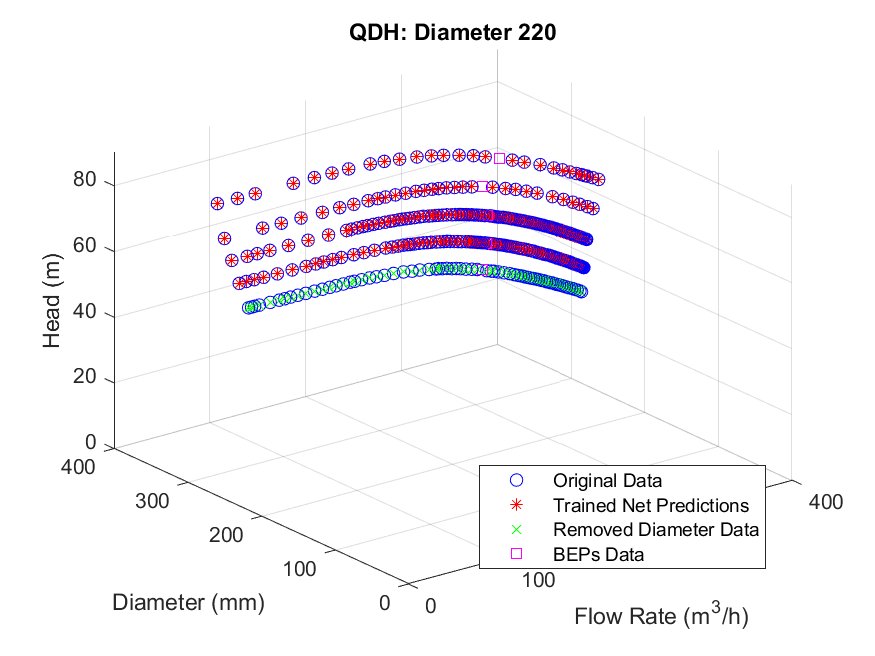 QDH: Diameter 220
80
60
40
20
0
Head (m)
400
300
200
100
0
Diameter (mm)
0
100
400
Flow Rate (m³/h)
Original Data
Trained Net Predictions
Removed Diameter Data
BEPs Data